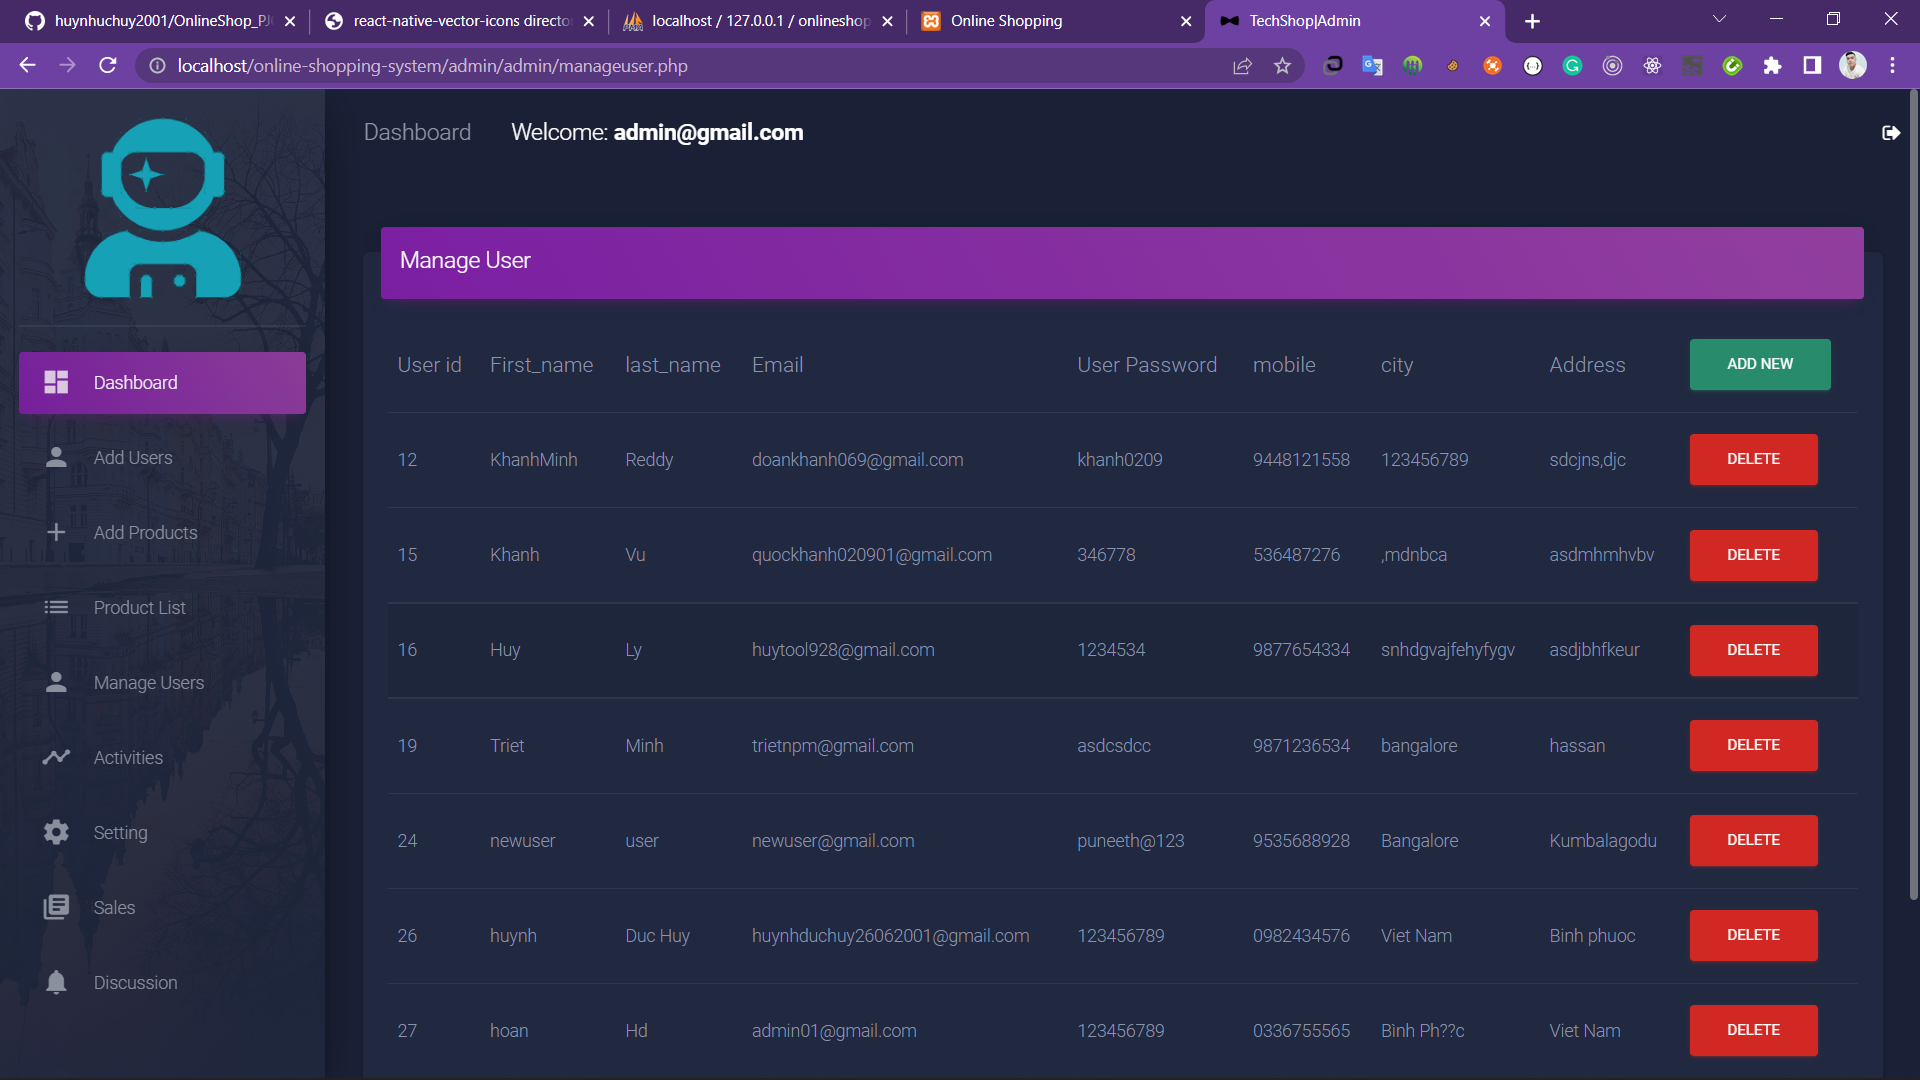 huynhuchuy2001/OnlineShop_PJ
react-native-vector-icons directo
localhost / 127.0.0.1 / onlineshop
Online Shopping
TechShop|Admin
localhost/online-shopping-system/admin/admin/manageuser.php
Dashboard Welcome: admin@gmail.com
Manage User
User id First_name last_name Email User Password mobile city Address ADD NEW
12 KhanhMinh Reddy doankhanh069@gmail.com khanh0209 9448121558 123456789 sdcjns,djc DELETE
15 Khanh Vu quockhanh020901@gmail.com 346778 536487276 ,mdnbca asdmhmhvbv DELETE
16 Huy Ly huytool928@gmail.com 1234534 9877654334 snhdgvajfehyfygv asdjbhfkeur DELETE
19 Triet Minh trietnpm@gmail.com asdcsdcc 9871236534 bangalore hassan DELETE
24 newuser user newuser@gmail.com puneeth@123 9535688928 Bangalore Kumbalagodu DELETE
26 huynh Duc Huy huynhduchuy26062001@gmail.com 123456789 0982434576 Viet Nam Binh phuoc DELETE
27 hoan Hd admin01@gmail.com 123456789 0336755565 Bình Ph??c Viet Nam DELETE
Dashboard
Add Users
Add Products
Product List
Manage Users
Activities
Setting
Sales
Discussion